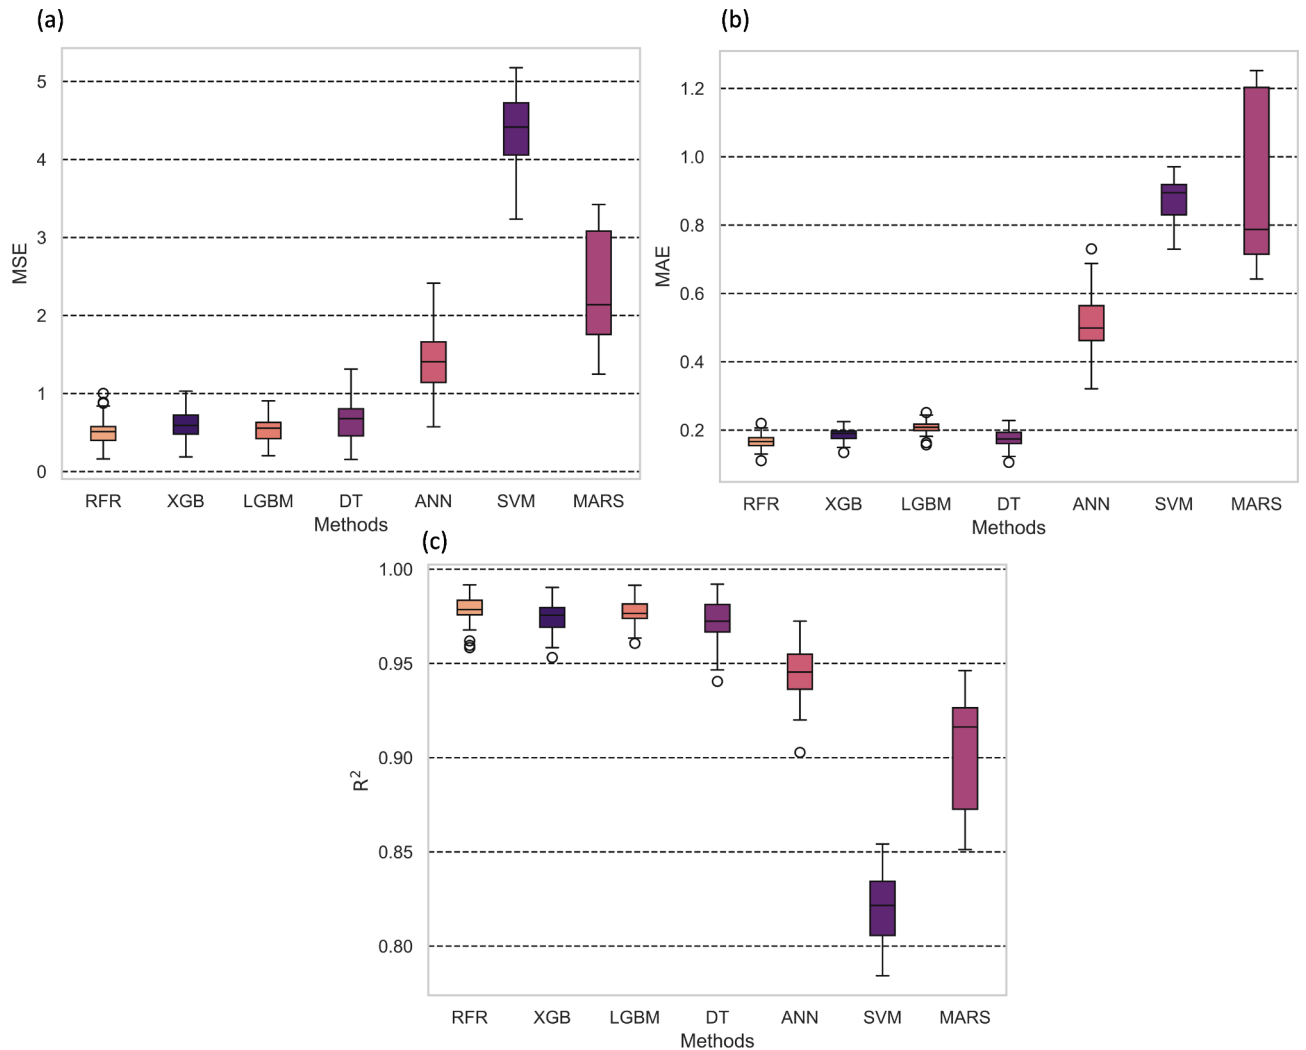 (a)
MSE
5
4
3
2
1
0
RFR XGB LGBM DT ANN SVM MARS
Methods
(b)
MAE
1.2
1.0
0.8
0.6
0.4
0.2
RFR XGB LGBM DT ANN SVM MARS
Methods
(c)
R²
1.00
0.95
0.90
0.85
0.80
RFR XGB LGBM DT ANN SVM MARS
Methods